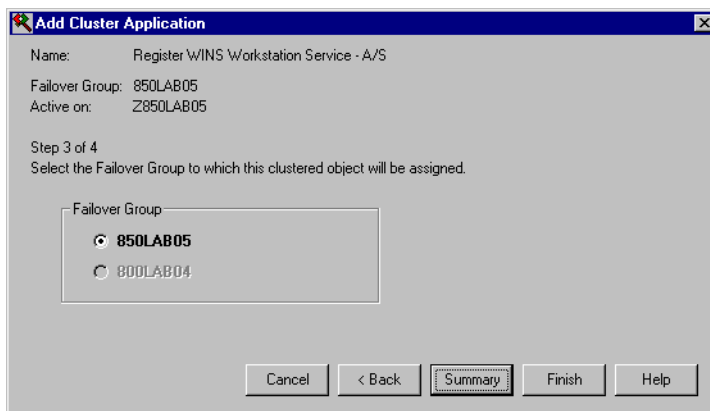 Add Cluster Application
Name: Register WINS Workstation Service - A/S
Failover Group: 850LAB05
Active on: Z850LAB05
Step 3 of 4
Select the Failover Group to which this clustered object will be assigned.
Failover Group
850LAB05
800LAB04
Cancel < Back Summary Finish Help